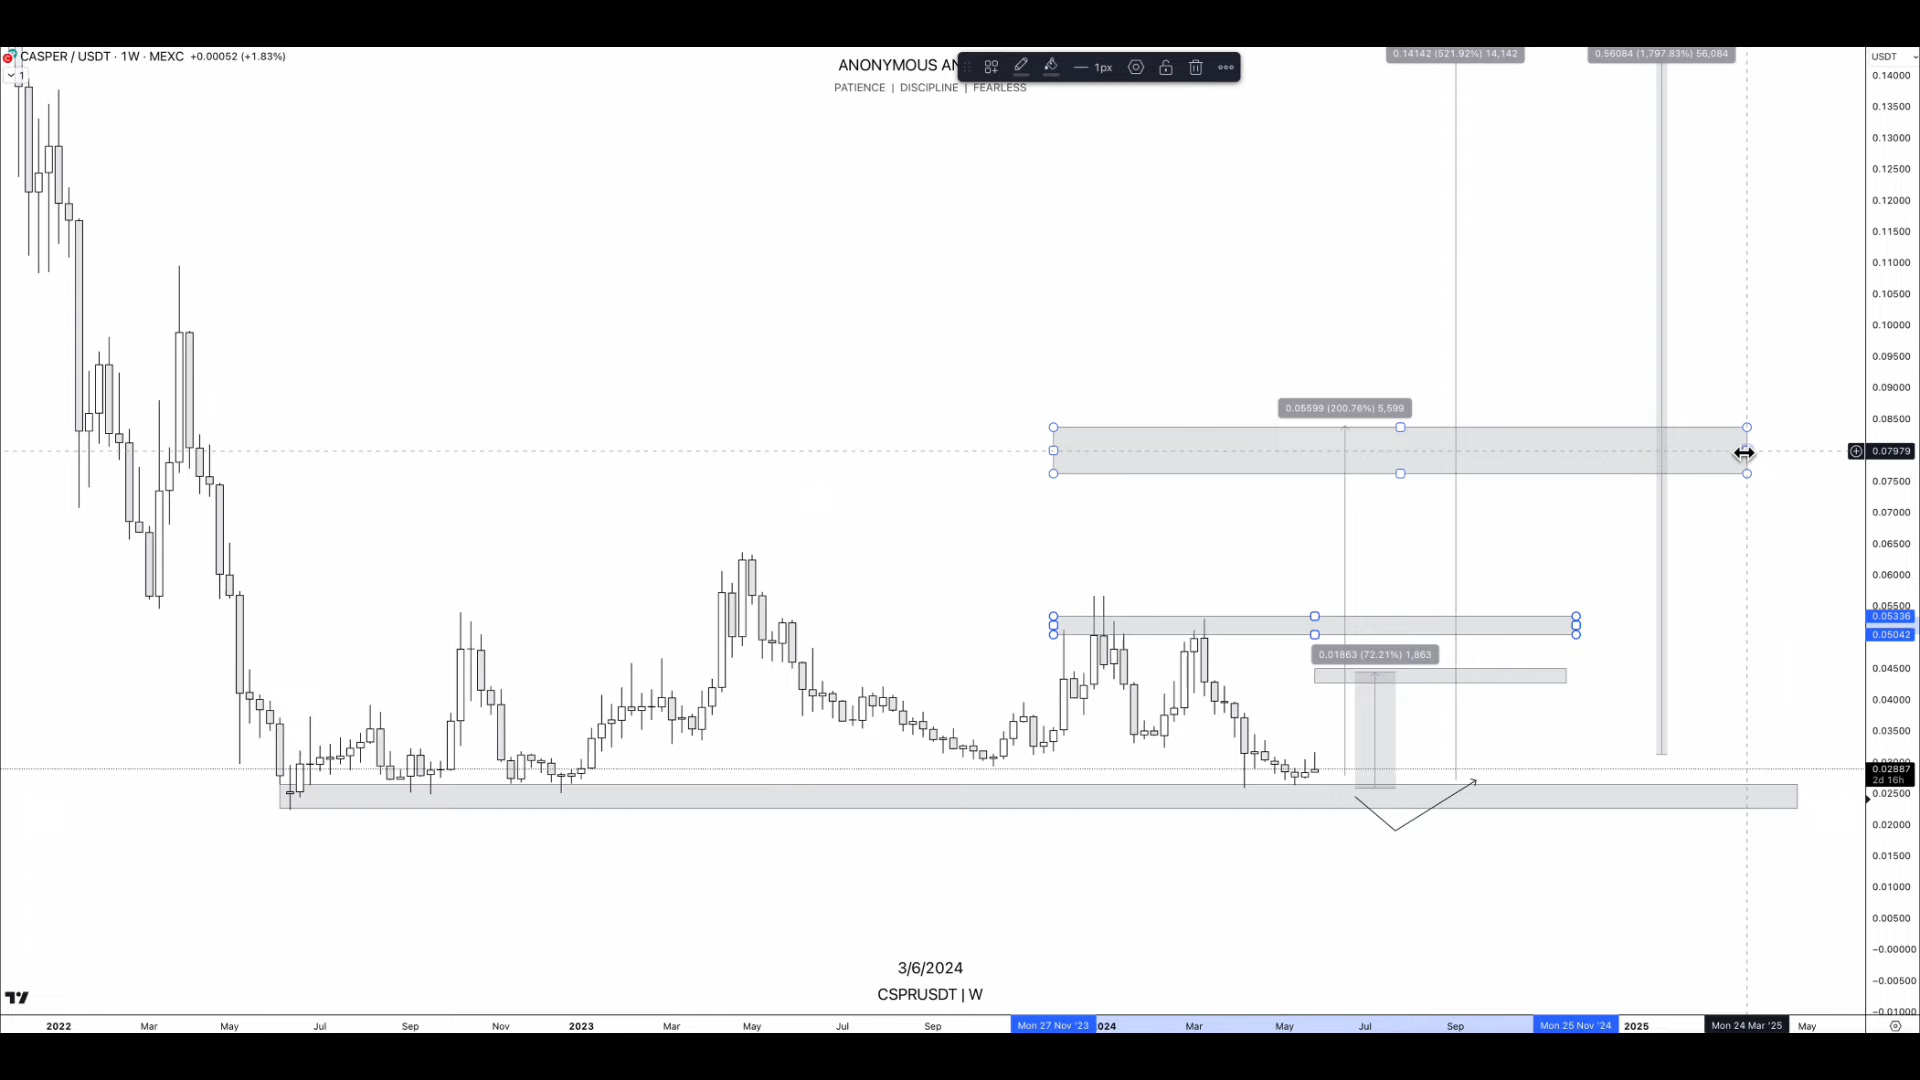 CASPER / USDT · 1W · MEXC +0.00052 (+1.83%)
1
ANONYMOUS AN
PATIENCE | DISCIPLINE | FEARLESS
1px
0.14142 (521.92%) 14,142
0.56084 (1,797.83%) 56,084
USDT
0.14000
0.13500
0.13000
0.12500
0.12000
0.11500
0.11000
0.10500
0.10000
0.09500
0.09000
0.08500
0.07979
0.07500
0.07000
0.06500
0.06000
0.05500
0.05336
0.05042
0.04500
0.04000
0.03500
0.02887
2d 16h
0.02500
0.02000
0.01500
0.01000
0.00500
−0.00000
−0.00500
−0.01000
0.05599 (200.76%) 5,599
0.01863 (72.21%) 1,863
3/6/2024
CSPRUSDT | W
2022 Mar May Jul Sep Nov 2023 Mar May Jul Sep Mon 27 Nov '23 024 Mar May Jul Sep Mon 25 Nov '24 2025 Mon 24 Mar '25 May